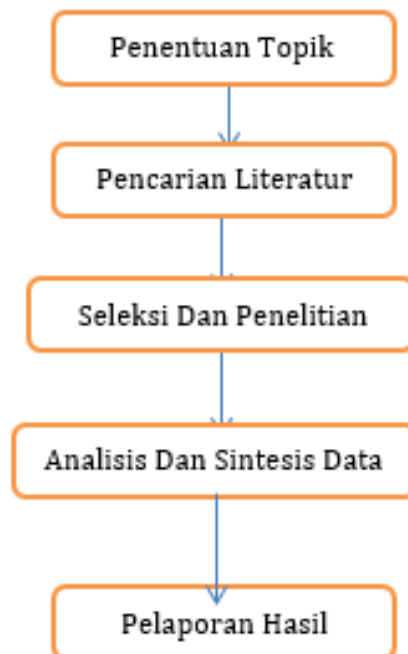 Penentuan Topik
Pencarian Literatur
Seleksi Dan Penelitian
Analisis Dan Sintesis Data
Pelaporan Hasil